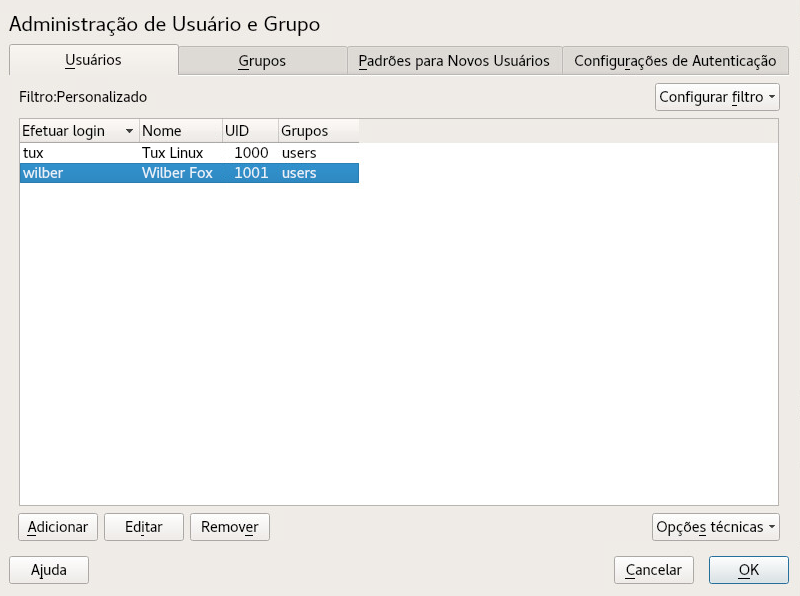 Administração de Usuário e Grupo
Usuários Grupos Padrões para Novos Usuários Configurações de Autenticação
Filtro:Personalizado Configurar filtro
Efetuar login Nome UID Grupos
tux Tux Linux 1000 users
wilber Wilber Fox 1001 users
Adicionar Editar Remover Opções técnicas
Ajuda Cancelar OK